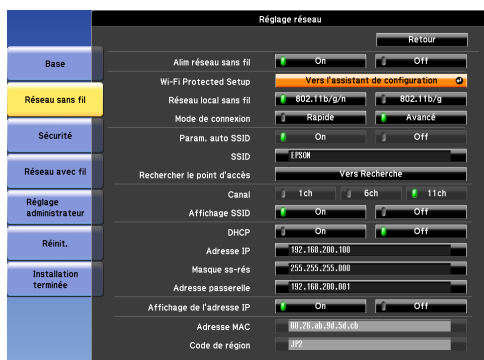 Réglage réseau
Retour
Base
Réseau sans fil
Sécurité
Réseau avec fil
Réglage
administrateur
Réinit.
Installation
terminée
Alim réseau sans fil On Off
Wi-Fi Protected Setup Vers l'assistant de configuration
Réseau local sans fil 802.11b/g/n 802.11b/g
Mode de connexion Rapide Avancé
Param. auto SSID On Off
SSID EPSON
Rechercher le point d'accès Vers Recherche
Canal 1ch 6ch 11ch
Affichage SSID On Off
DHCP On Off
Adresse IP 192.168.200.100
Masque ss-rés 255.255.255.000
Adresse passerelle 192.168.200.001
Affichage de l'adresse IP On Off
Adresse MAC 00.26.ab.9d.5d.cb
Code de région JP2